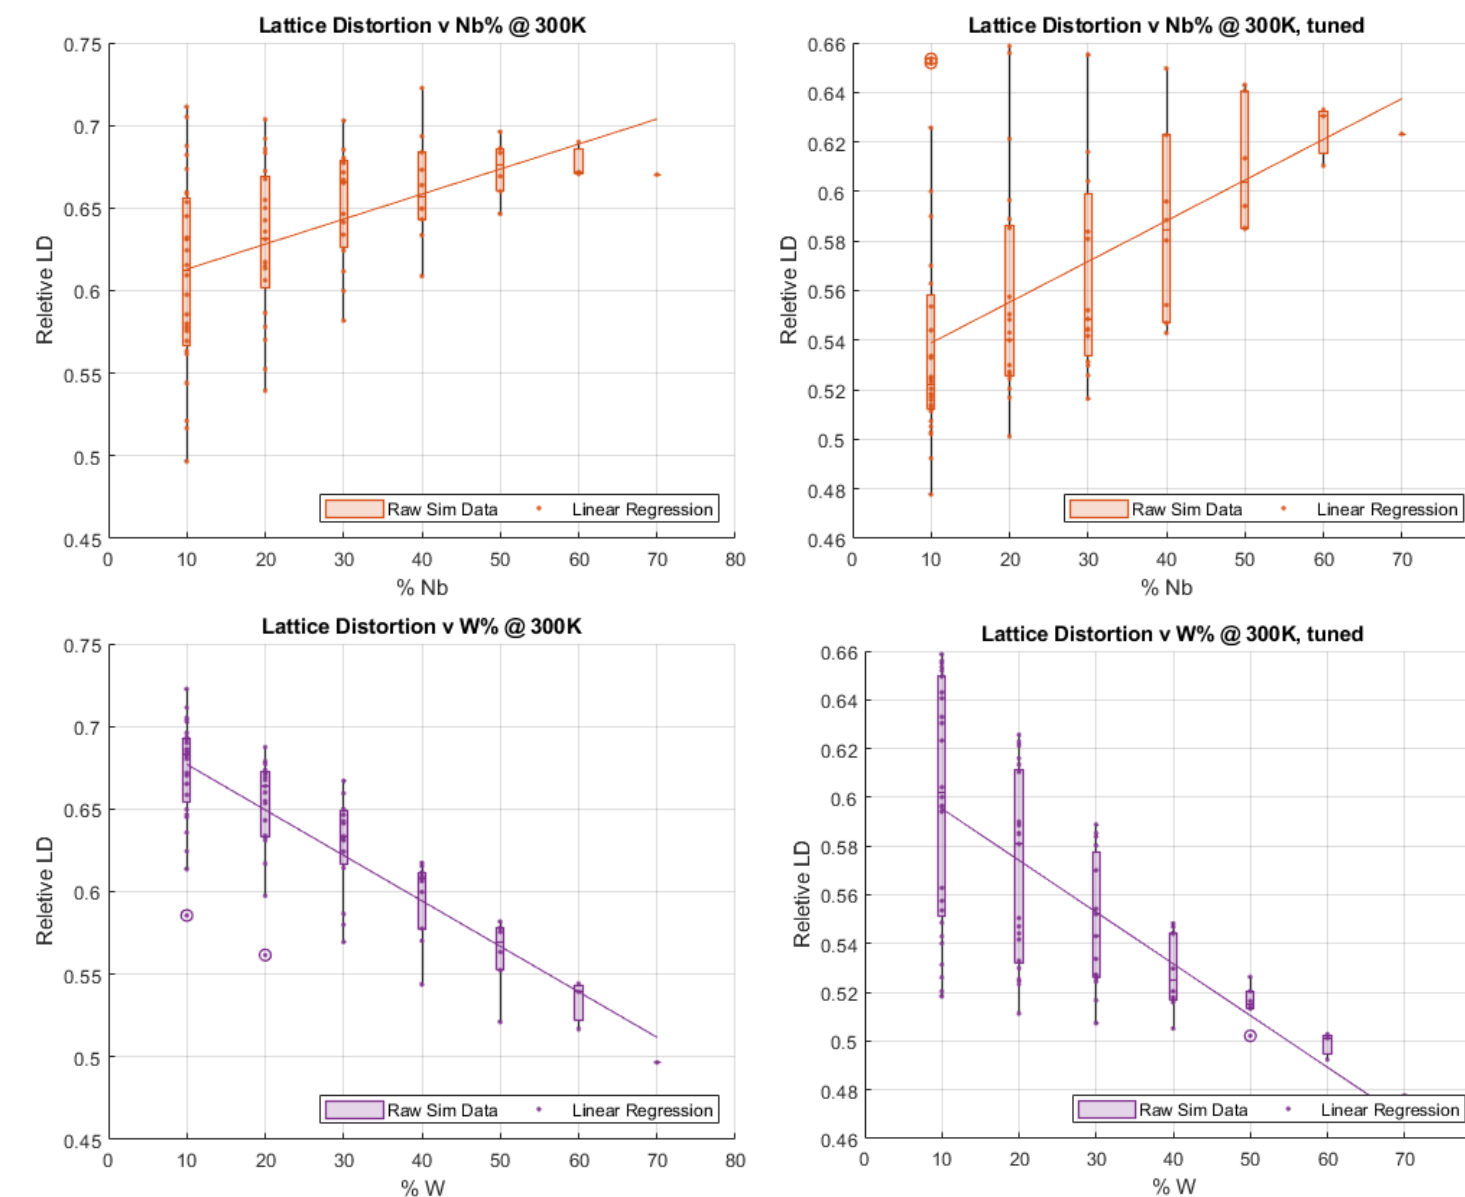 Lattice Distortion v Nb% @ 300K
0.75
0.7
0.65
0.6
0.55
0.5
0.45
Reletive LD
0 10 20 30 40 50 60 70 80
% Nb
Raw Sim Data Linear Regression
Lattice Distortion v Nb% @ 300K, tuned
0.66
0.64
0.62
0.6
0.58
0.56
0.54
0.52
0.5
0.48
0.46
Reletive LD
0 10 20 30 40 50 60 70
% Nb
Raw Sim Data Linear Regression
Lattice Distortion v W% @ 300K
0.75
0.7
0.65
0.6
0.55
0.5
0.45
Reletive LD
0 10 20 30 40 50 60 70 80
% W
Raw Sim Data Linear Regression
Lattice Distortion v W% @ 300K, tuned
0.66
0.64
0.62
0.6
0.58
0.56
0.54
0.52
0.5
0.48
0.46
Reletive LD
0 10 20 30 40 50 60 70
% W
Raw Sim Data Linear Regression